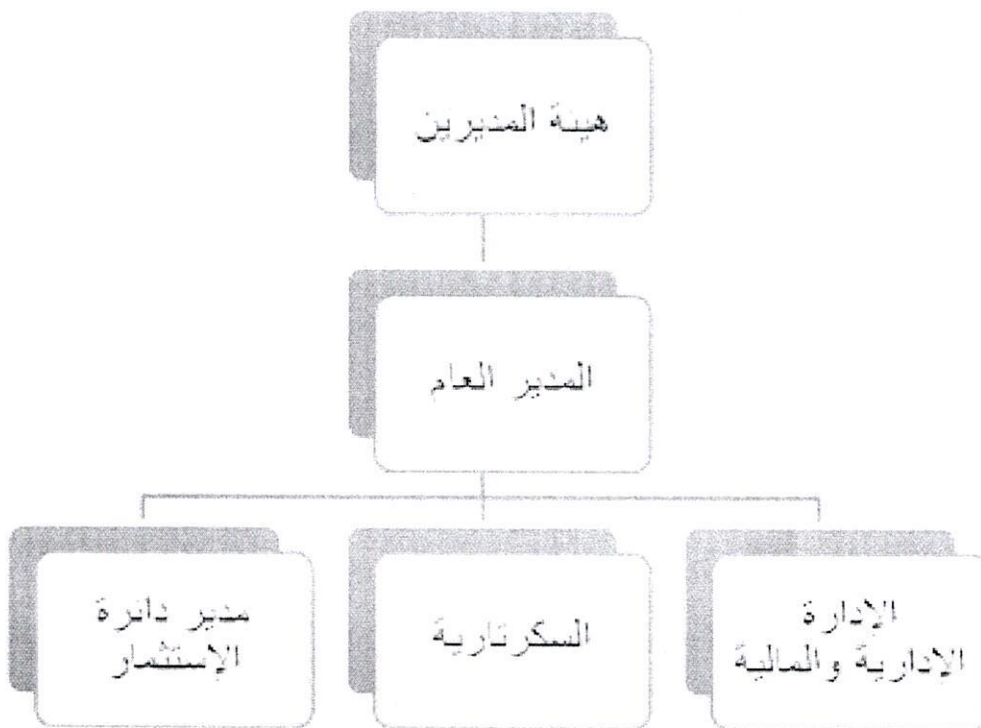 هيئة المديرين
المدير العام
الإدارة
الإدارية والمالية
السكرتارية
مدير دائرة
الإستثمار